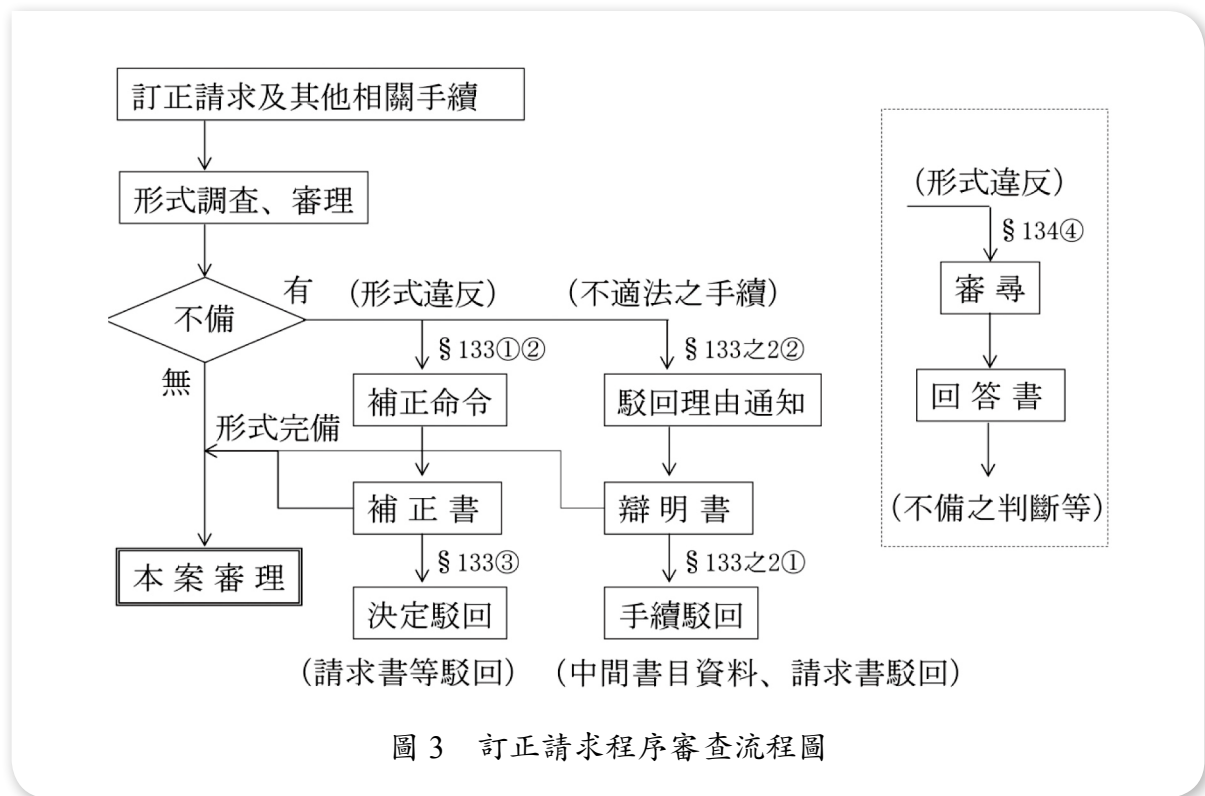 訂正請求及其他相關手續
形式調查、審理
不備
有
無
(形式違反)
(不適法之手續)
§133①②
§133之2②
補正命令
駁回理由通知
形式完備
補正書
辯明書
本案審理
§133③
§133之2①
決定駁回
手續駁回
(請求書等駁回)
(中間書目資料、請求書駁回)
(形式違反)
§134④
審尋
回答書
(不備之判斷等)
圖3 訂正請求程序審查流程圖